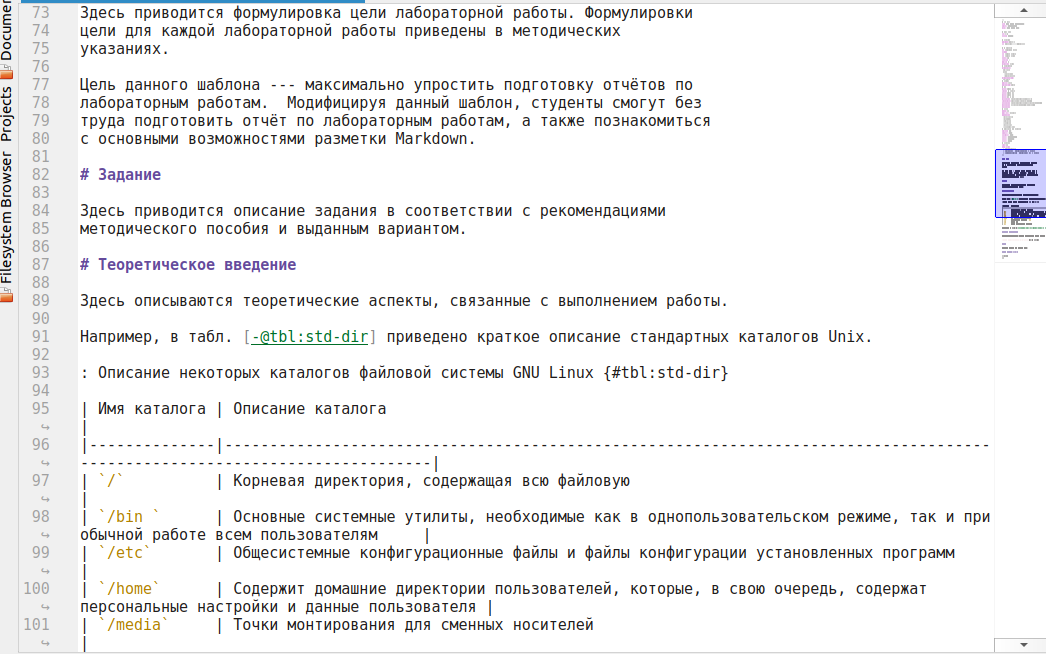 73 Здесь приводится формулировка цели лабораторной работы. Формулировки
74 цели для каждой лабораторной работы приведены в методических
75 указаниях.
76
77 Цель данного шаблона --- максимально упростить подготовку отчётов по
78 лабораторным работам.  Модифицируя данный шаблон, студенты смогут без
79 труда подготовить отчёт по лабораторным работам, а также познакомиться
80 с основными возможностями разметки Markdown.
81
82 # Задание
83
84 Здесь приводится описание задания в соответствии с рекомендациями
85 методического пособия и выданным вариантом.
86
87 # Теоретическое введение
88
89 Здесь описываются теоретические аспекты, связанные с выполнением работы.
90
91 Например, в табл. [-@tbl:std-dir] приведено краткое описание стандартных каталогов Unix.
92
93 : Описание некоторых каталогов файловой системы GNU Linux {#tbl:std-dir}
94
95 | Имя каталога | Описание каталога
↪ |
96 |--------------|-------------------------------------------------------------------------------------
↪ ---------------------------------------|
97 | `/`          | Корневая директория, содержащая всю файловую
↪ |
98 | `/bin `      | Основные системные утилиты, необходимые как в однопользовательском режиме, так и при
↪ обычной работе всем пользователям     |
99 | `/etc`       | Общесистемные конфигурационные файлы и файлы конфигурации установленных программ
↪ |
100 | `/home`      | Содержит домашние директории пользователей, которые, в свою очередь, содержат
↪ персональные настройки и данные пользователя |
101 | `/media`     | Точки монтирования для сменных носителей
↪ |
Projects
Filesystem Browser